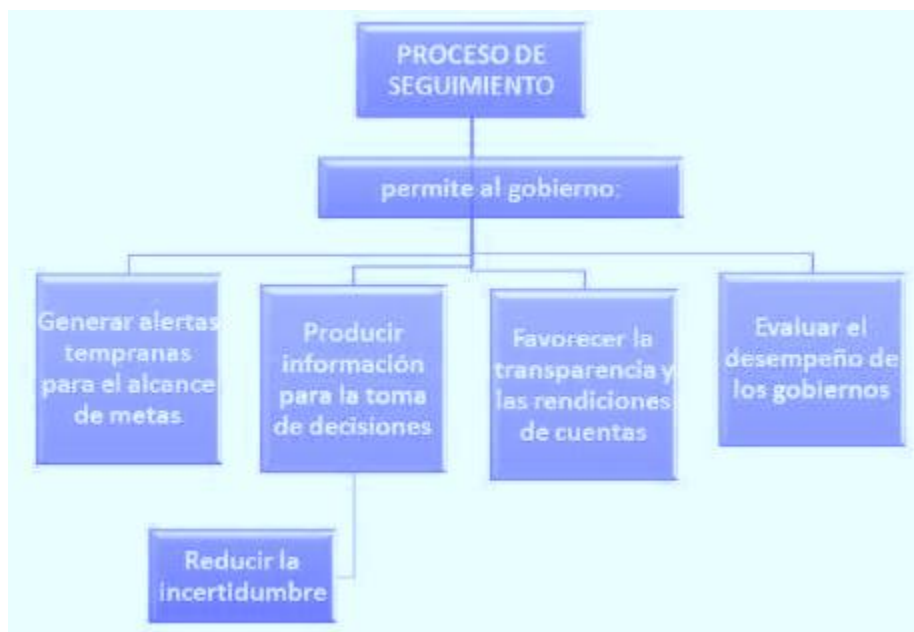 PROCESO DE
SEGUIMIENTO
permite al gobierno:
Generar alertas
tempranas
para el alcance
de metas
Producir
información
para la toma
de decisiones
Favorecer la
transparencia y
las rendiciones
de cuentas
Evaluar el
desempeño de
los gobiernos
Reducir la
incertidumbre